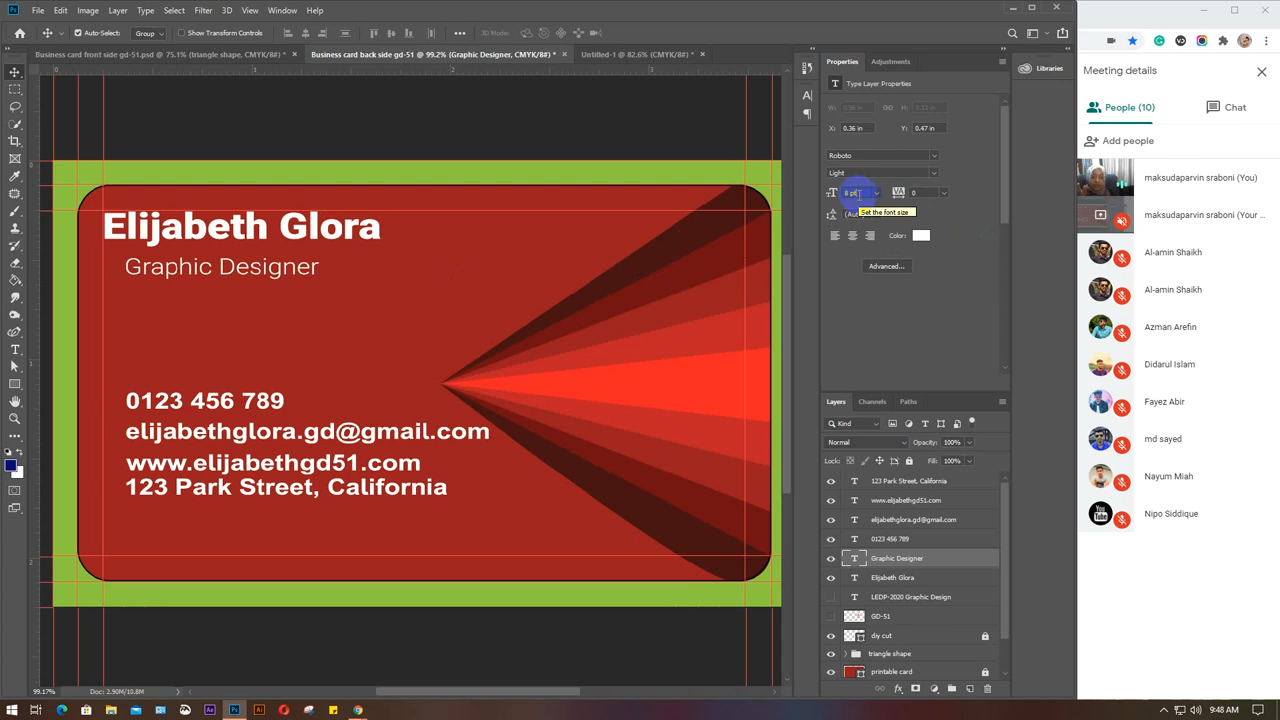 File Edit Image Layer Type Select Filter 3D View Window Help
Auto-Select: Group Show Transform Controls
Business card front side gd-51.psd @ 75.1% (triangle shape, CMYK/8#) *
Business card back side gd-51 @ 99.2% (Graphic Designer, CMYK/8#) *
Untitled-1 @ 82.6% (CMYK/8#) *
Elijabeth Glora
Graphic Designer
0123 456 789
elijabethglora.gd@gmail.com
www.elijabethgd51.com
123 Park Street, California
99.17% Doc: 2.90M/10.8M
Properties Adjustments
Type Layer Properties
X: 0.36 in Y: 0.47 in
Roboto
Light
8 pt 0
Set the font size
(Aut
Color:
Advanced...
Libraries
Layers Channels Paths
Kind
Normal Opacity: 100%
Lock: Fill: 100%
123 Park Street, California
www.elijabethgd51.com
elijabethglora.gd@gmail.com
0123 456 789
Graphic Designer
Elijabeth Glora
LEDP-2020 Graphic Design
GD-51
diy cut
triangle shape
printable card
Meeting details
People (10) Chat
Add people
maksudaparvin sraboni (You)
maksudaparvin sraboni (Your ...
Al-amin Shaikh
Al-amin Shaikh
Azman Arefin
Didarul Islam
Fayez Abir
md sayed
Nayum Miah
Nipo Siddique
9:48 AM